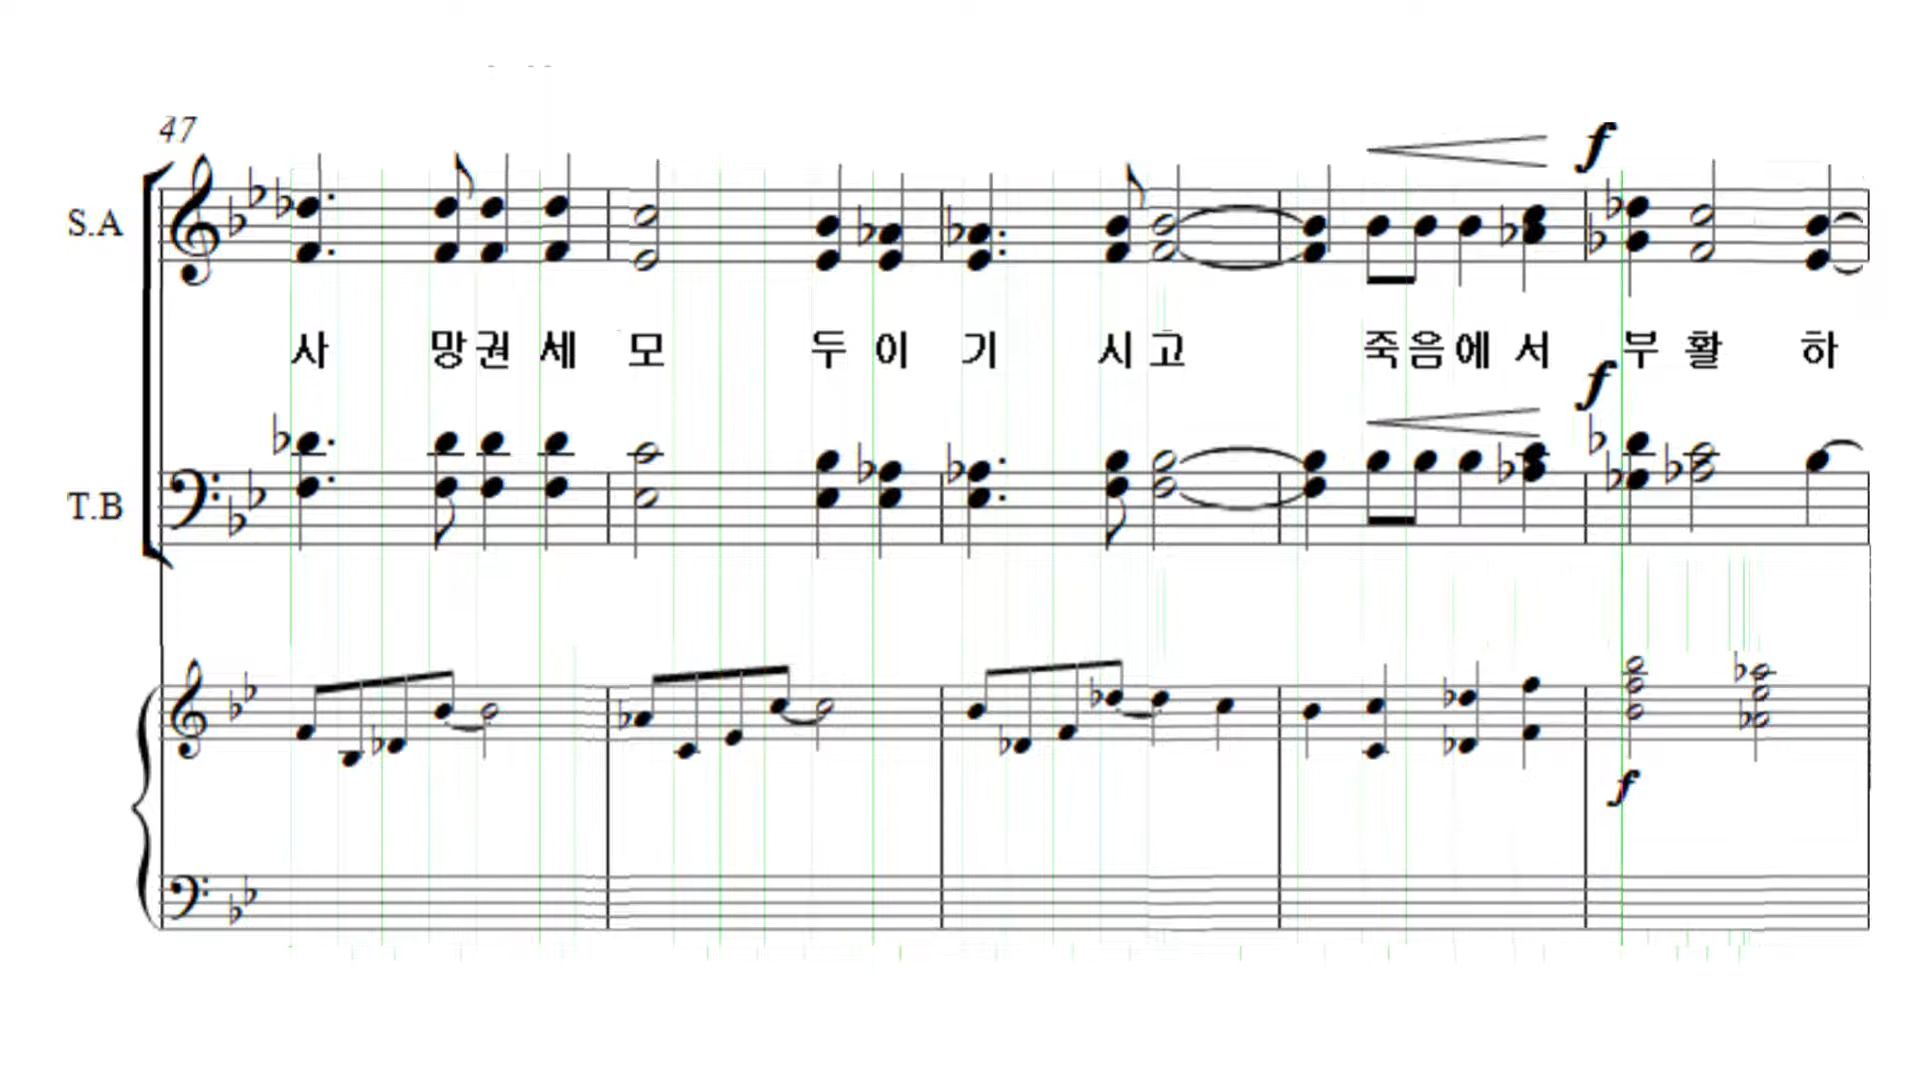 47
f
S.A
사 망 권 세 모 두 이 기 시 고 죽 음 에 서 부 활 하
f
T.B
f